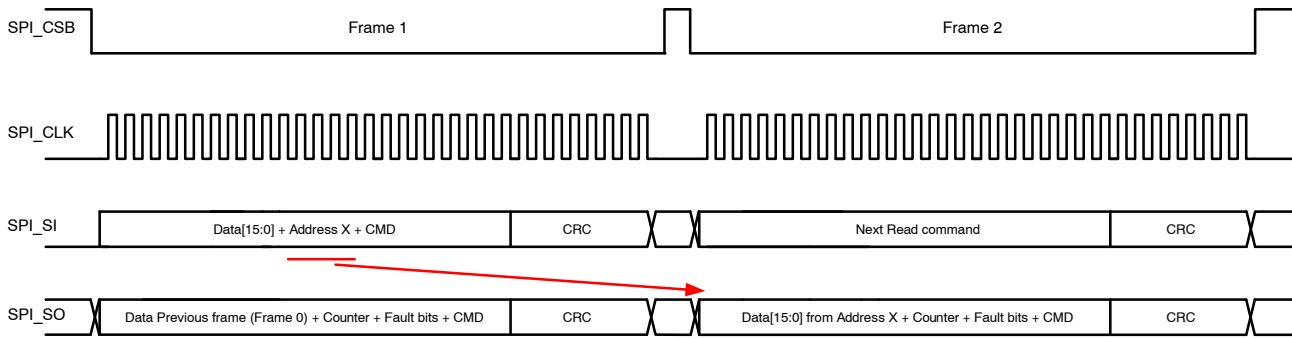 SPI_CSB
Frame 1
Frame 2
SPI_CLK
SPI_SI
Data[15:0] + Address X + CMD
CRC
Next Read command
CRC
SPI_SO
Data Previous frame (Frame 0) + Counter + Fault bits + CMD
CRC
Data[15:0] from Address X + Counter + Fault bits + CMD
CRC